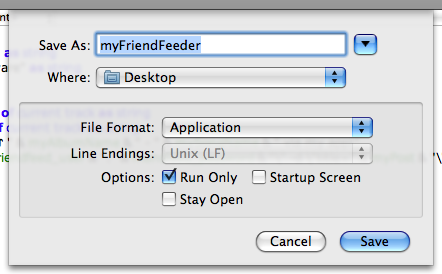 Save As: myFriendFeeder
Where: Desktop
File Format: Application
Line Endings: Unix (LF)
Options: Run Only Startup Screen
Stay Open
Cancel Save